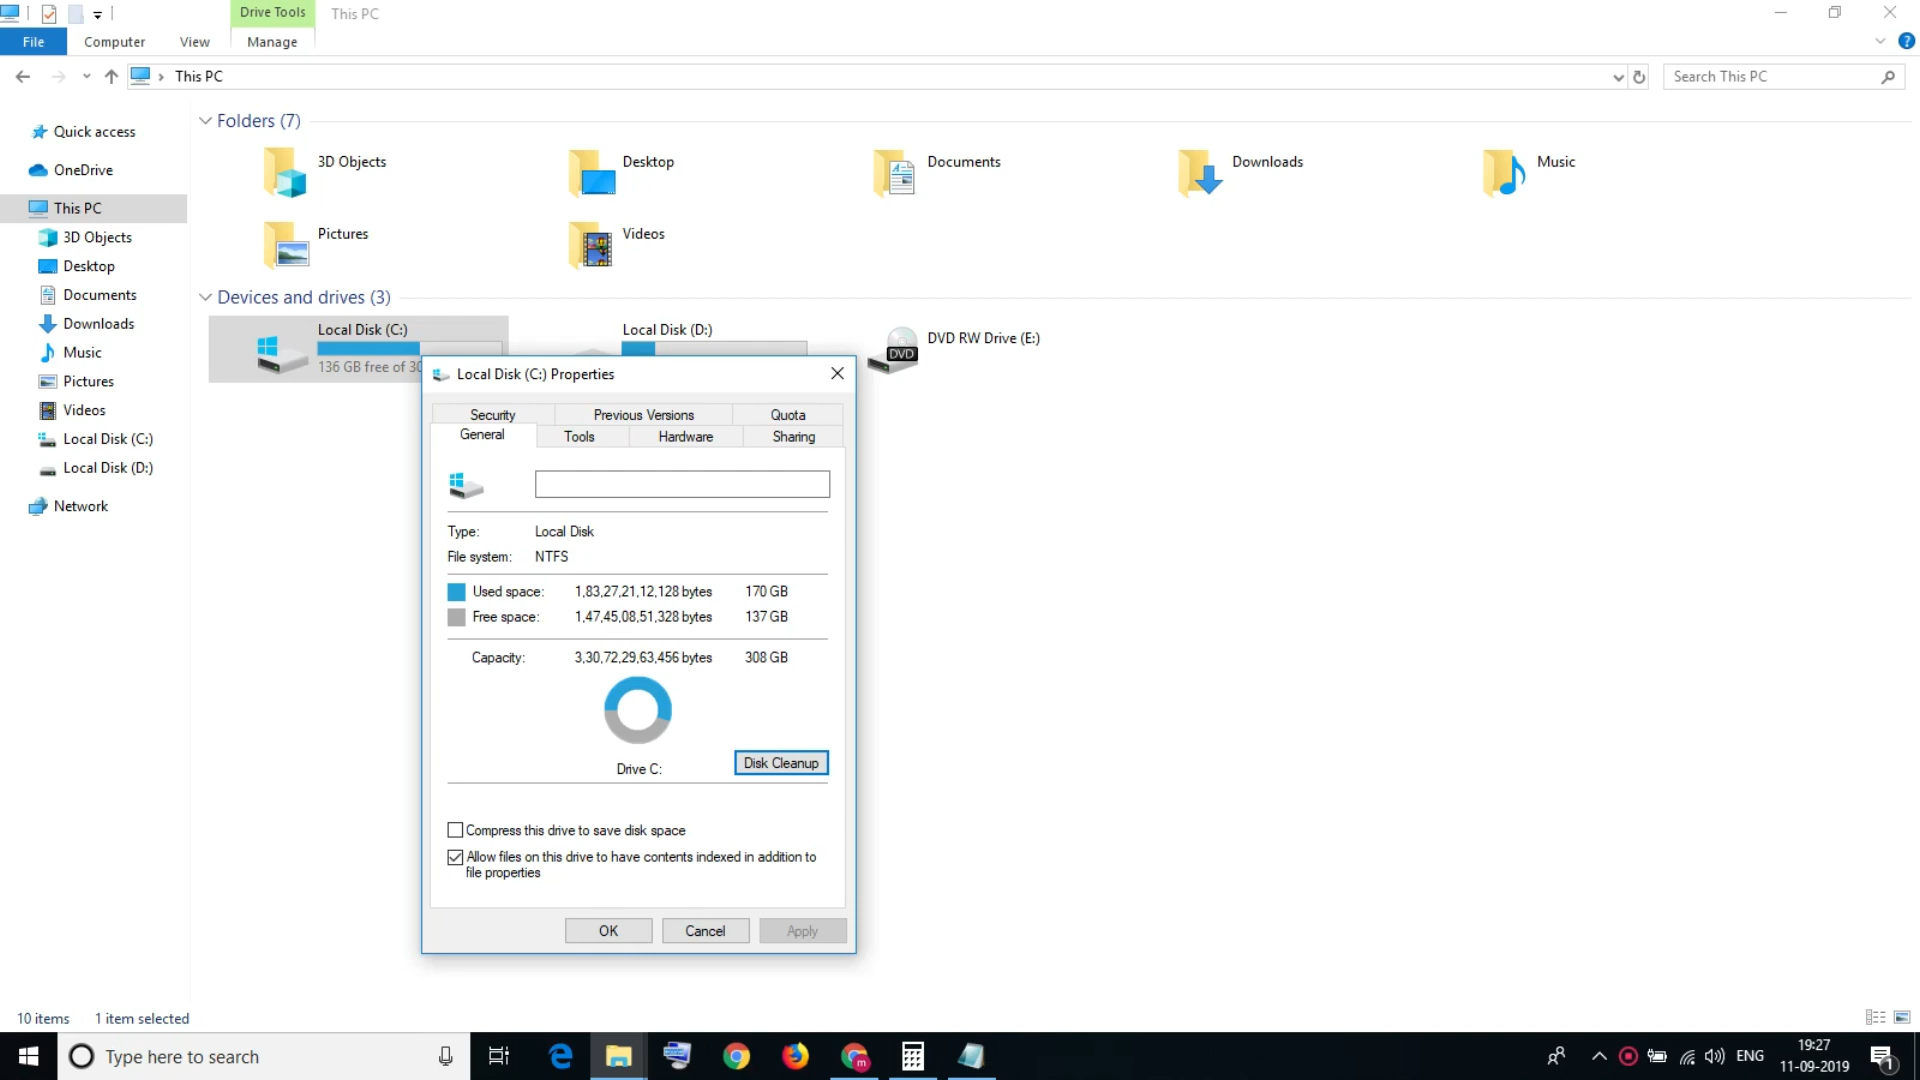 Drive Tools
This PC
File
Computer
View
Manage
This PC
Search This PC
Quick access
OneDrive
This PC
3D Objects
Desktop
Documents
Downloads
Music
Pictures
Videos
Local Disk (C:)
Local Disk (D:)
Network
Folders (7)
3D Objects
Desktop
Documents
Downloads
Music
Pictures
Videos
Devices and drives (3)
Local Disk (C:)
136 GB free of 30
Local Disk (D:)
DVD
DVD RW Drive (E:)
Local Disk (C:) Properties
Security
Previous Versions
Quota
General
Tools
Hardware
Sharing
Type: Local Disk
File system: NTFS
Used space: 1,83,27,21,12,128 bytes 170 GB
Free space: 1,47,45,08,51,328 bytes 137 GB
Capacity: 3,30,72,29,63,456 bytes 308 GB
Drive C:
Disk Cleanup
Compress this drive to save disk space
Allow files on this drive to have contents indexed in addition to
file properties
OK
Cancel
Apply
10 items
1 item selected
Type here to search
m
ENG
19:27
11-09-2019
1